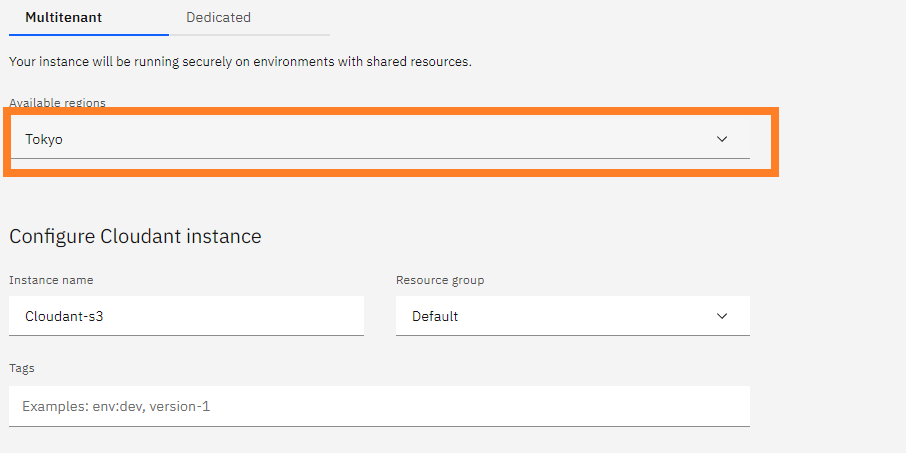 Multitenant Dedicated
Your instance will be running securely on environments with shared resources.
Available regions
Tokyo
Configure Cloudant instance
Instance name Resource group
Cloudant-s3 Default
Tags
Examples: env:dev, version-1